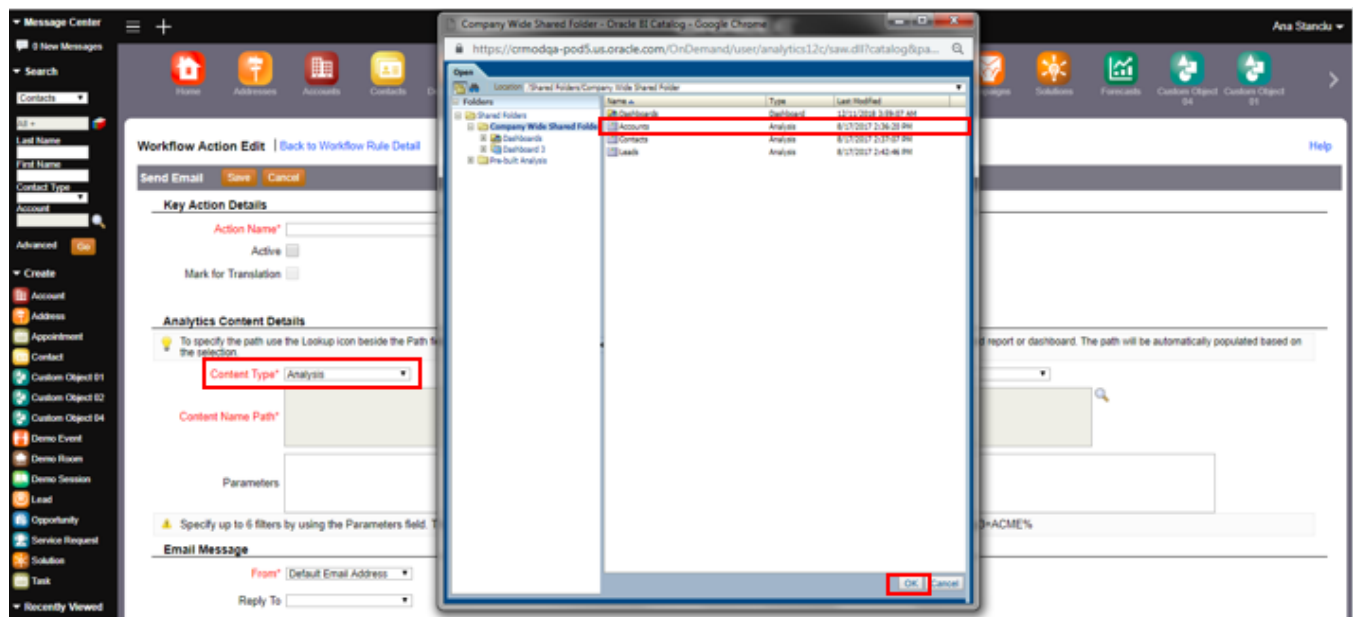 Message Center
0 New Messages
Search
Contacts
All
Last Name
First Name
Contact Type
Account
Advanced Go
Create
Account
Address
Appointment
Contact
Custom Object 01
Custom Object 02
Custom Object 04
Demo Event
Demo Room
Demo Session
Lead
Opportunity
Service Request
Solution
Task
Recently Viewed
Ana Stanciu
Home Addresses Accounts Contacts
Solutions Forecasts Custom Object 04 Custom Object 01
Workflow Action Edit | Back to Workflow Rule Detail
Help
Send Email Save Cancel
Key Action Details
Action Name*
Active
Mark for Translation
Analytics Content Details
To specify the path use the Lookup icon beside the Path
d report or dashboard. The path will be automatically populated based on
the selection.
Content Type* Analysis
Content Name Path*
Parameters
Specify up to 6 filters by using the Parameters field.
=ACME%
Email Message
From* Default Email Address
Reply To
Company Wide Shared Folder - Oracle BI Catalog - Google Chrome
https://crmodqa-pod5.us.oracle.com/OnDemand/user/analytics12c/saw.dll?catalog&pa...
Open
Location /Shared Folders/Company Wide Shared Folder
Folders
Shared Folders
Company Wide Shared Folde
Dashboards
Dashboard 3
Pre-built Analysis
Name Type Last Modified
Dashboards Dashboard 12/11/2018 3:39:07 AM
Accounts Analysis 8/17/2017 2:36:20 PM
Contacts Analysis 8/17/2017 2:37:07 PM
Leads Analysis 8/17/2017 2:42:46 PM
OK Cancel